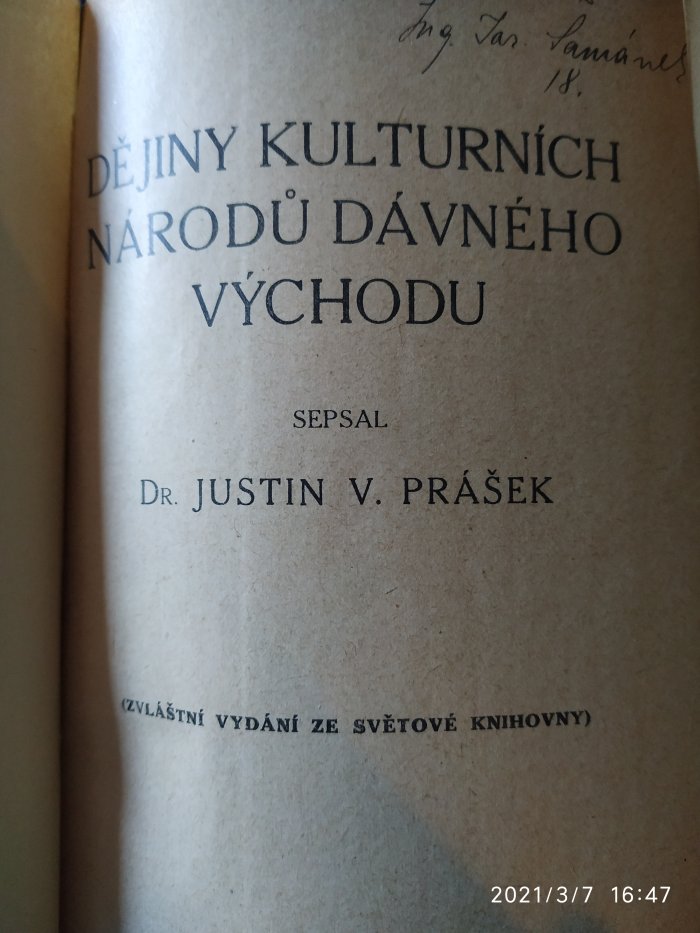 Ing. Jar. Šamánek
18.
DĚJINY KULTURNÍCH
NÁRODŮ DÁVNÉHO
VÝCHODU
SEPSAL
DR. JUSTIN V. PRÁŠEK
(ZVLÁŠTNÍ VYDÁNÍ ZE SVĚTOVÉ KNIHOVNY)
2021/3/7 16:47